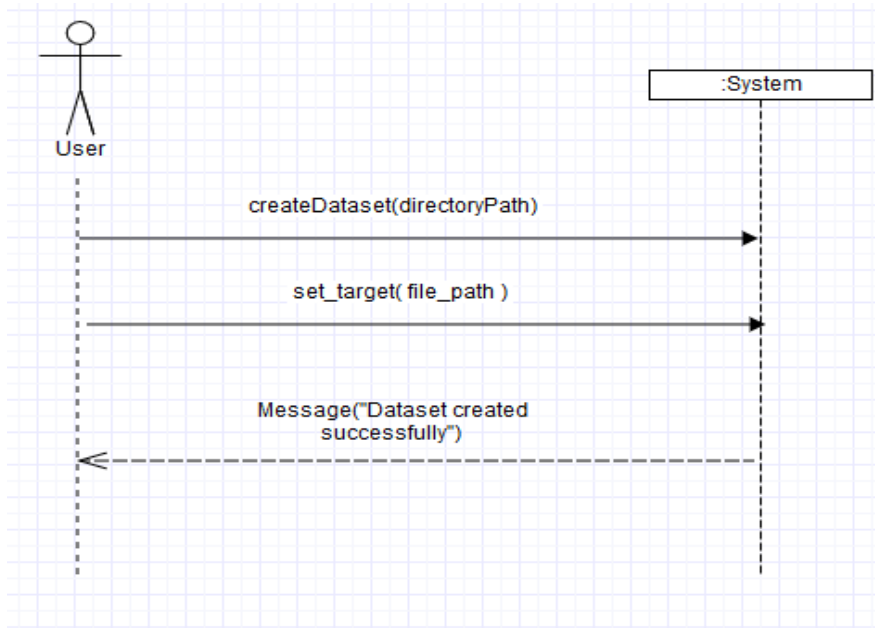 :System
User
createDataset(directoryPath)
set_target( file_path )
Message("Dataset created
successfully")